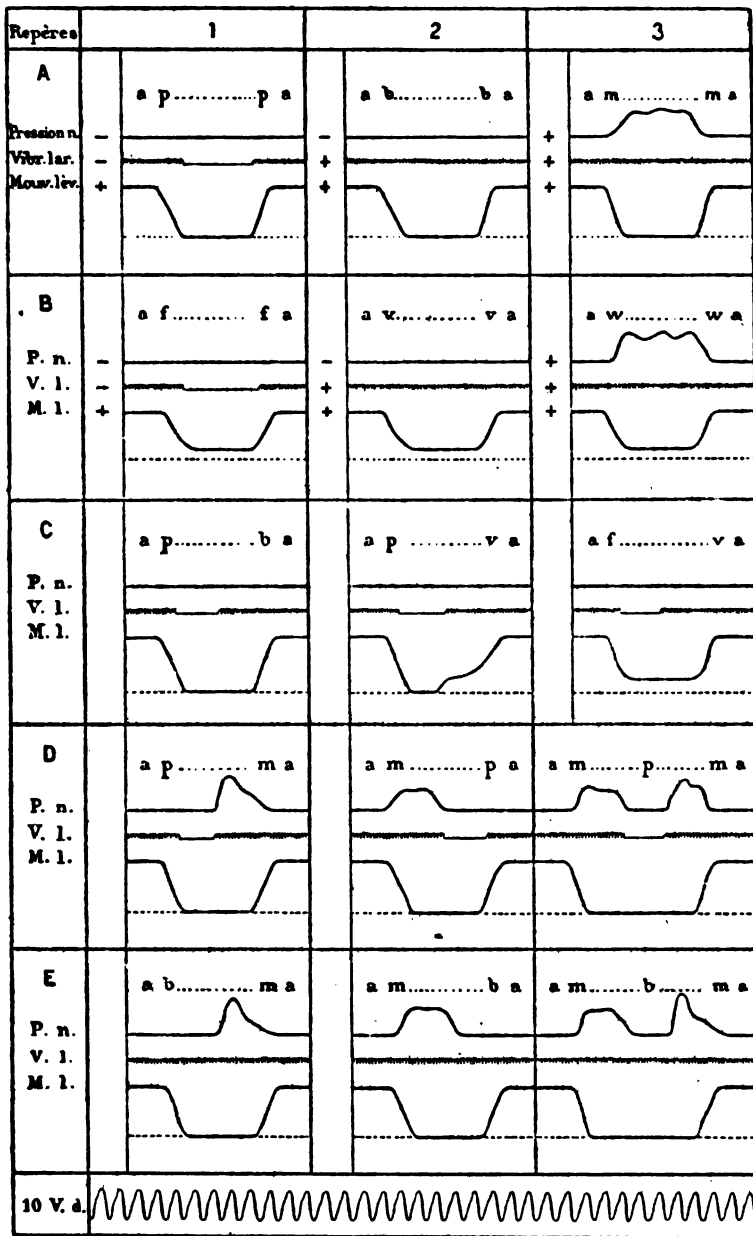 Repères 1 2 3
A
a p............p a a b............b a a m............m a
Pression n. – – +
Vibr. lar. – + +
Mouv. lèv. + + +
B
a f............f a a v............v a a w............w a
P. n. – – +
V. l. – + +
M. l. + + +
C
a p............b a a p............v a a f............v a
P. n.
V. l.
M. l.
D
a p............m a a m............p a a m........p........m a
P. n.
V. l.
M. l.
E
a b............m a a m............b a a m........b........m a
P. n.
V. l.
M. l.
10 V. d.